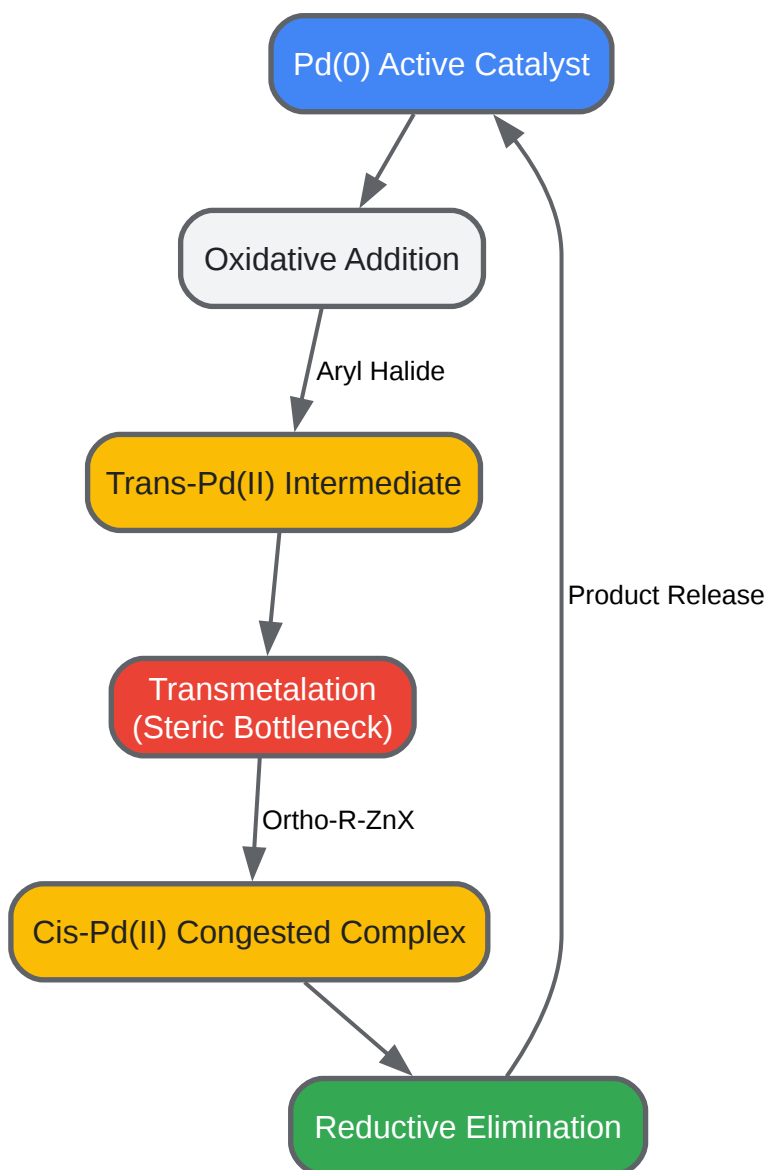 Pd(0) Active Catalyst
Oxidative Addition
Aryl Halide
Trans-Pd(II) Intermediate
Product Release
Transmetalation
(Steric Bottleneck)
Ortho-R-ZnX
Cis-Pd(II) Congested Complex
Reductive Elimination